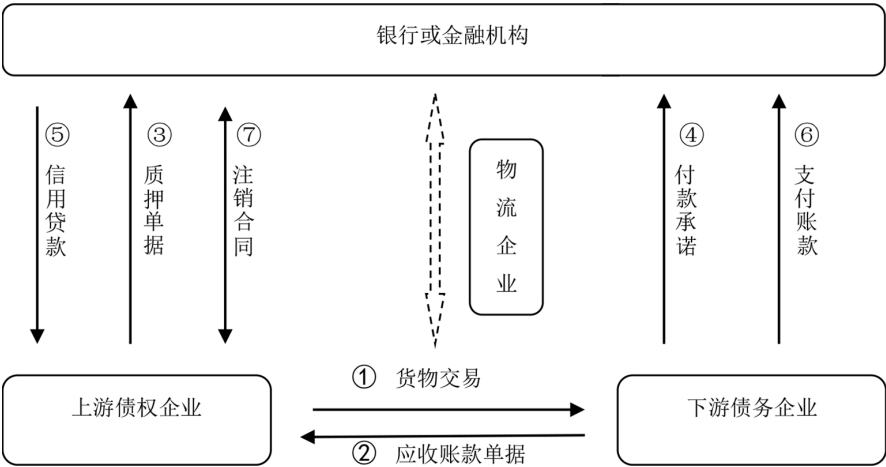 银行或金融机构
⑤
信用贷款
③
质押单据
⑦
注销合同
物流企业
④
付款承诺
⑥
支付账款
① 货物交易
上游债权企业
下游债务企业
② 应收账款单据